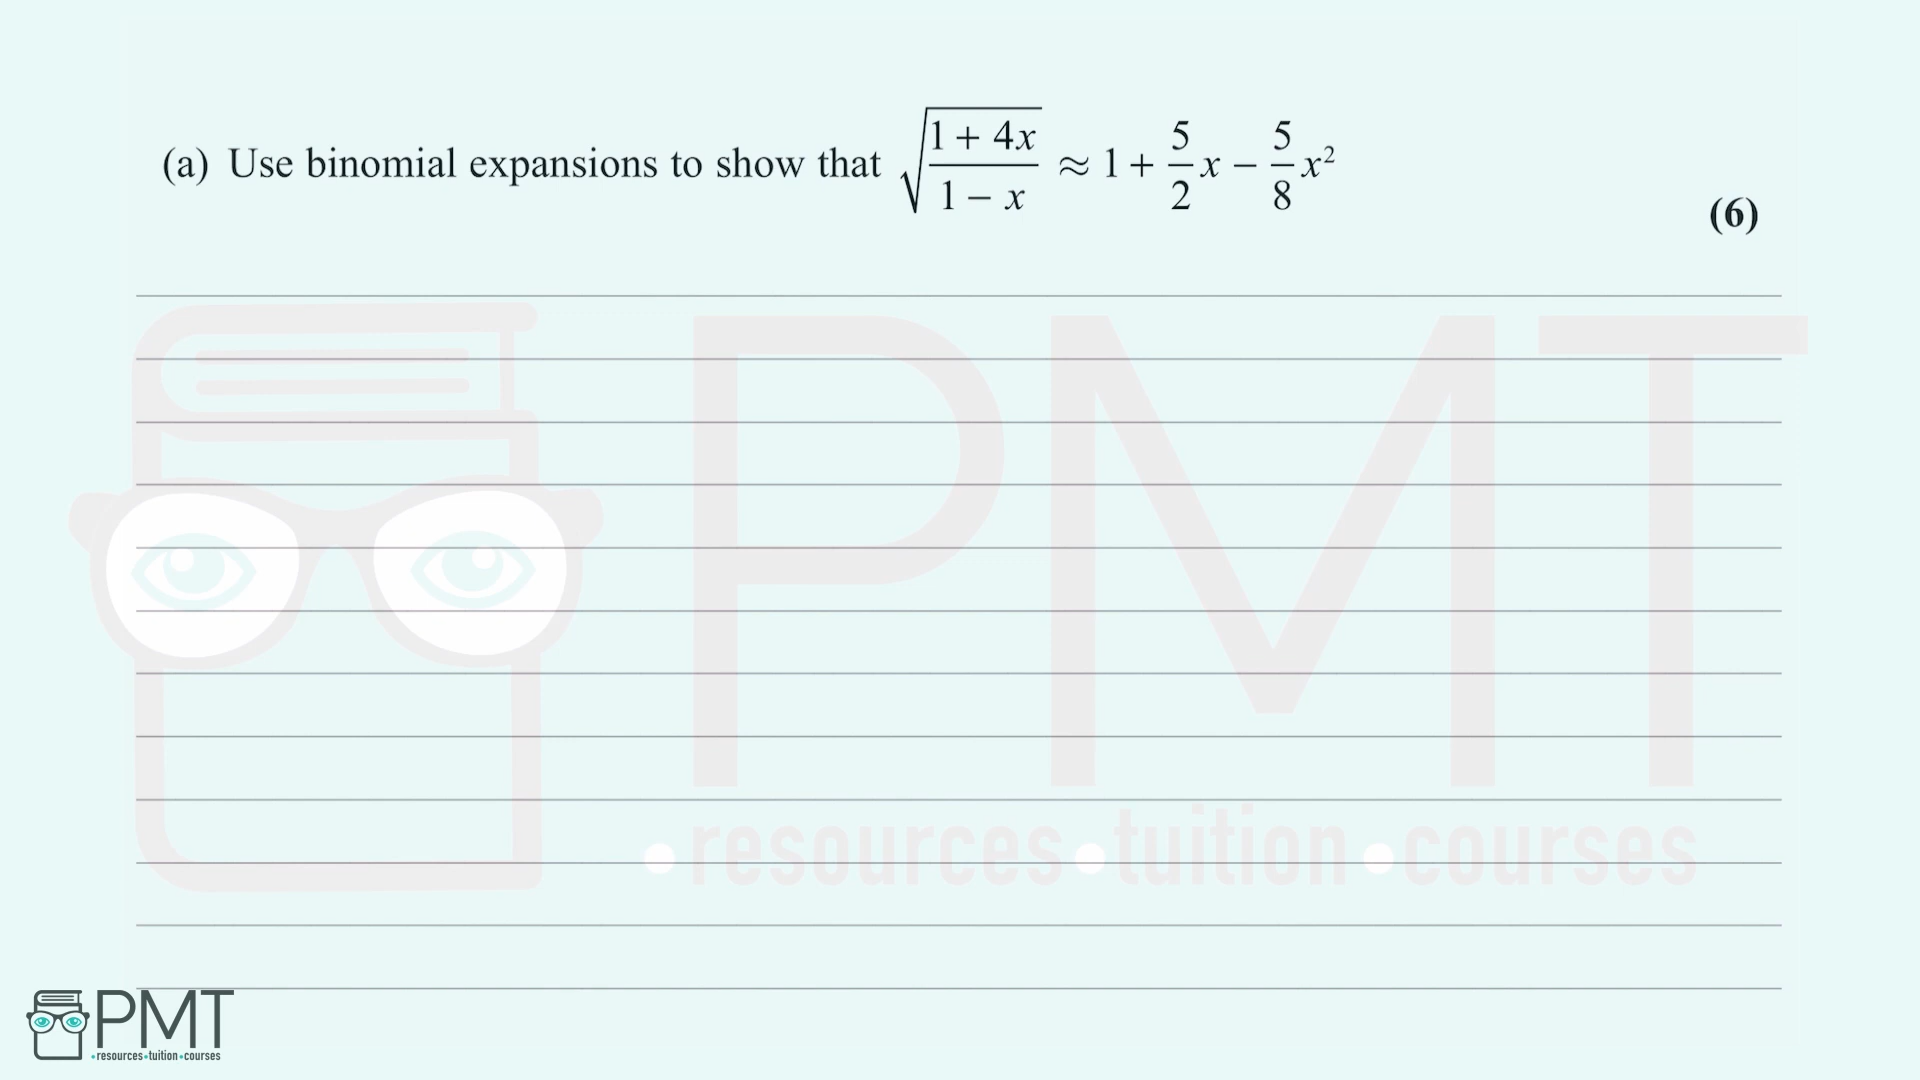 (a) Use binomial expansions to show that √((1 + 4x)/(1 − x)) ≈ 1 + 5/2 x − 5/8 x²
(6)
PMT
•resources•tuition•courses
PMT
•resources•tuition•courses